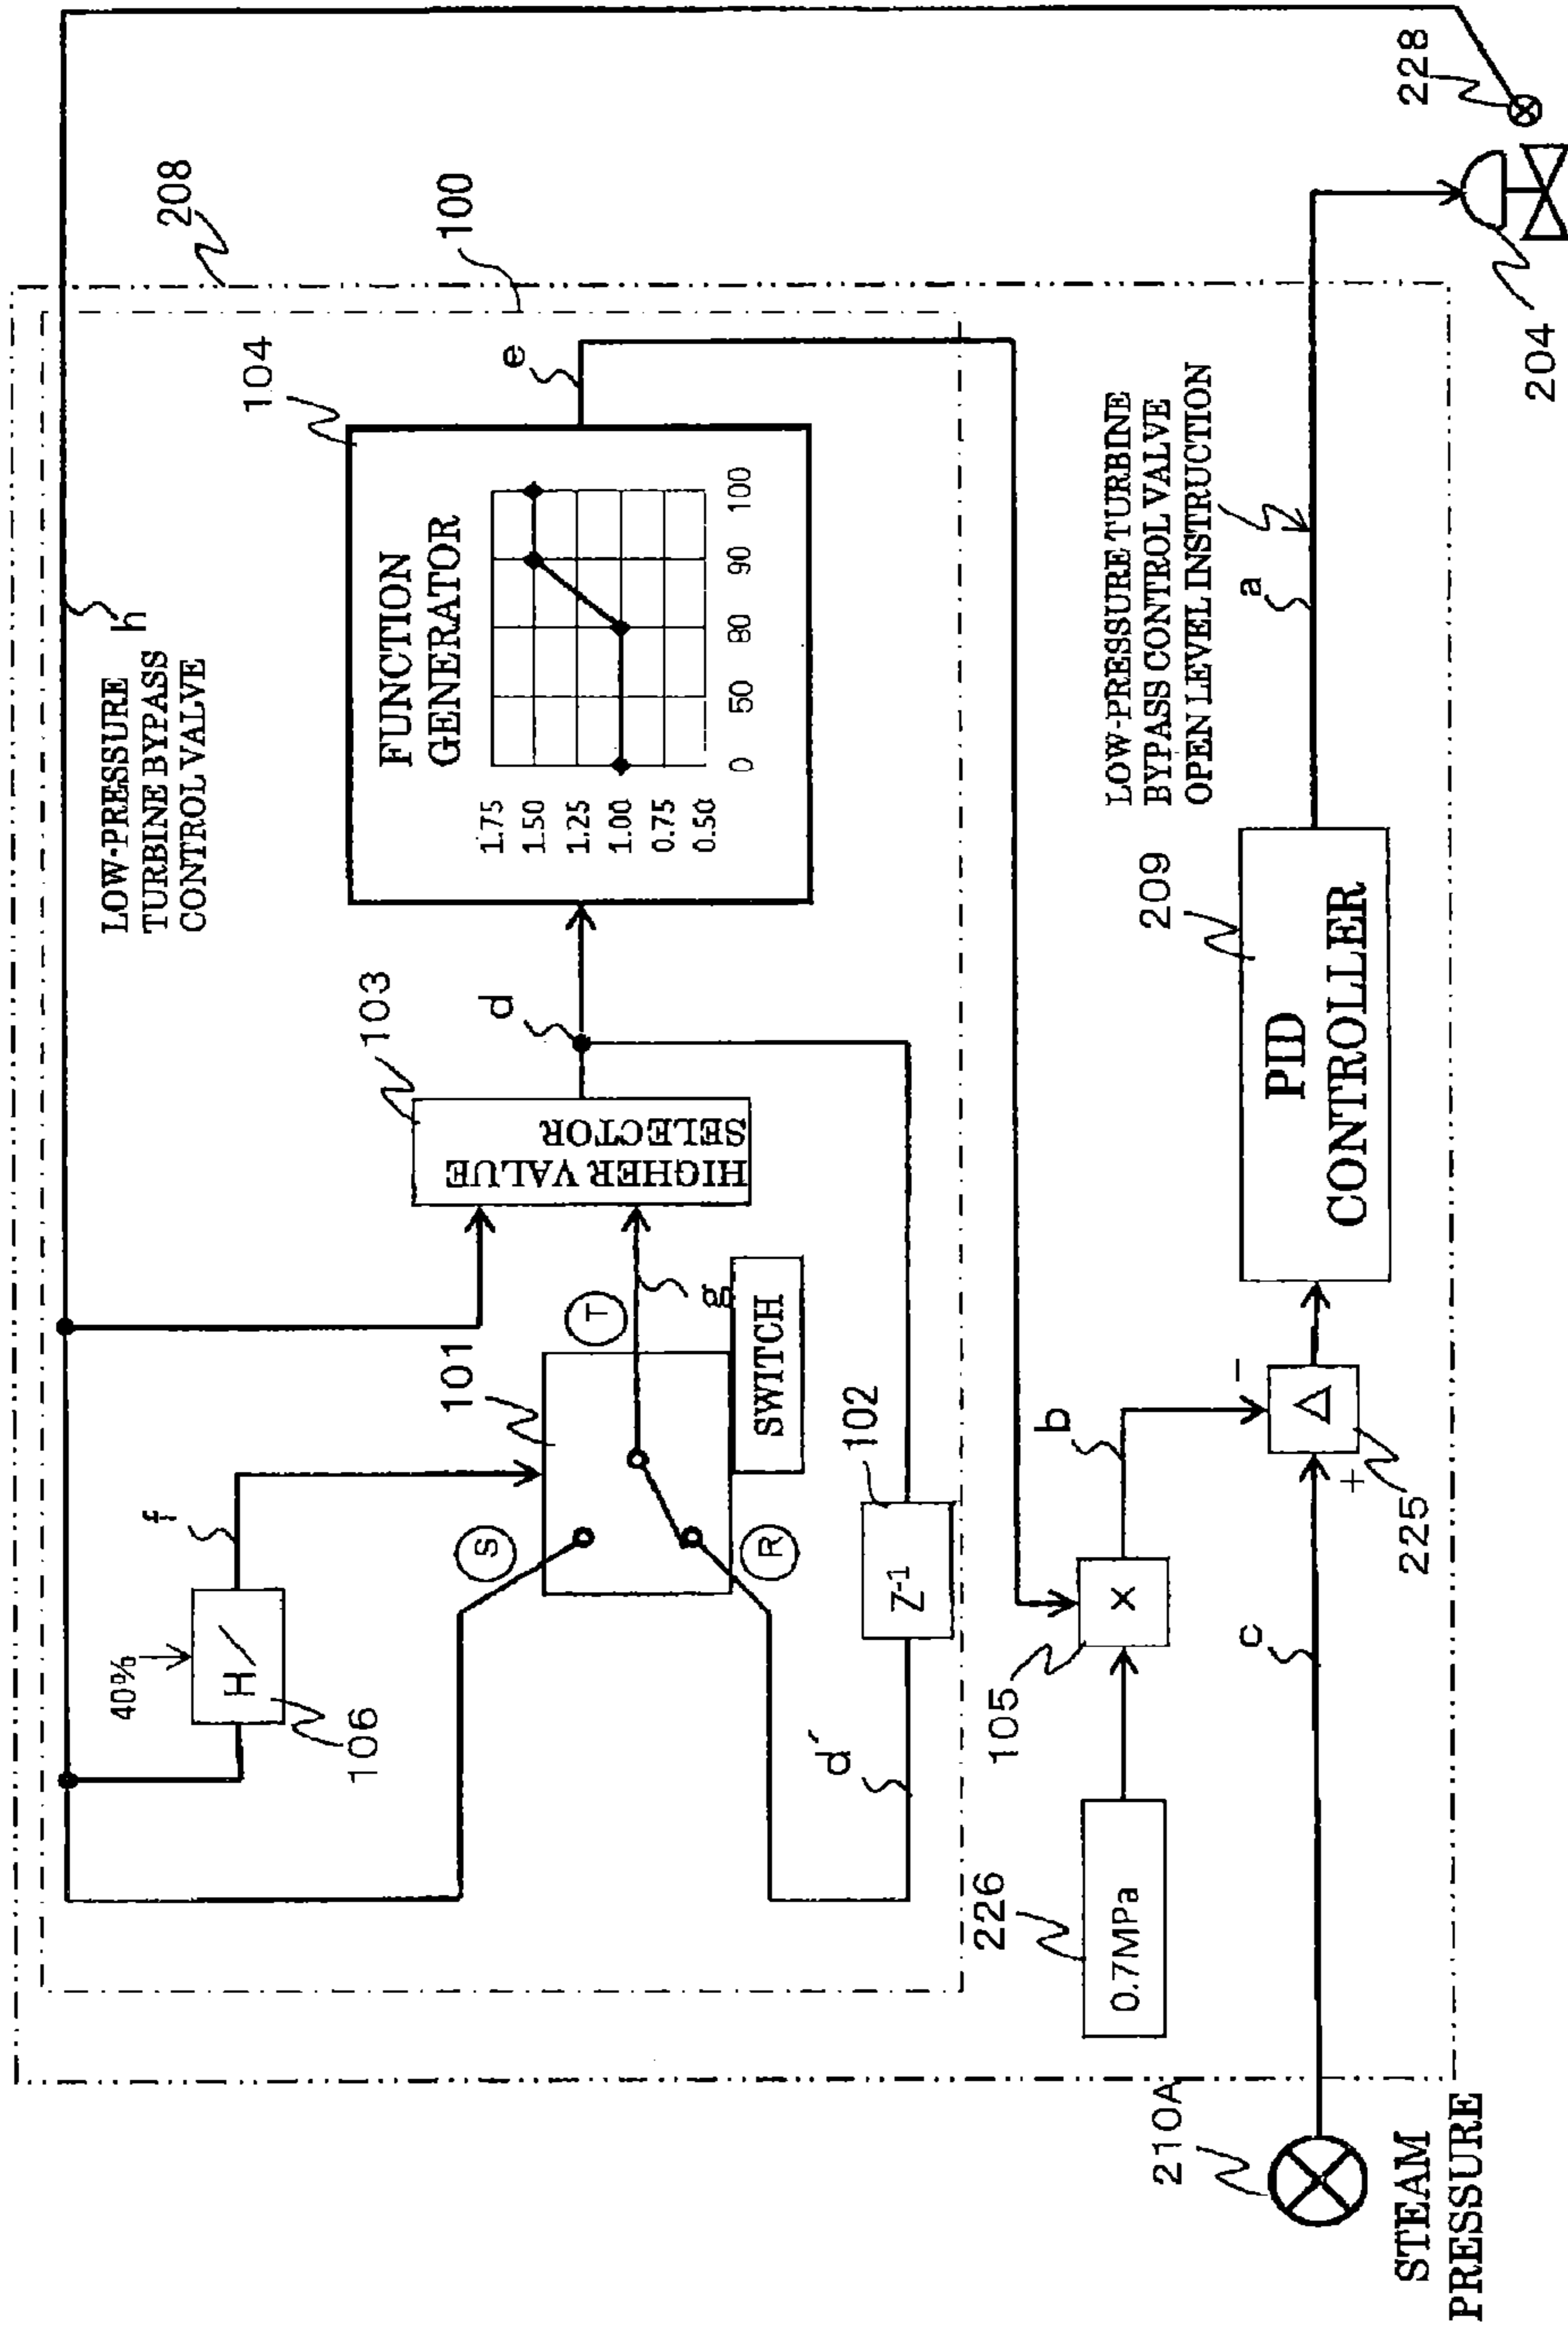 208
100
h
LOW-PRESSURE
TURBINE BYPASS
CONTROL VALVE
40%
H/
106
f
S
101
T
R
SWITCH
g
103
HIGHER VALUE
SELECTOR
d
104
FUNCTION
GENERATOR
1.75
1.50
1.25
1.00
0.75
0.50
0
50
80
90
100
e
102
Z-1
d´
226
0.7MPa
105
×
b
c
225
Δ
+
-
209
PID
CONTROLLER
LOW-PRESSURE TURBINE
BYPASS CONTROL VALVE
OPEN LEVEL INSTRUCTION
a
228
204
210A
STEAM
PRESSURE